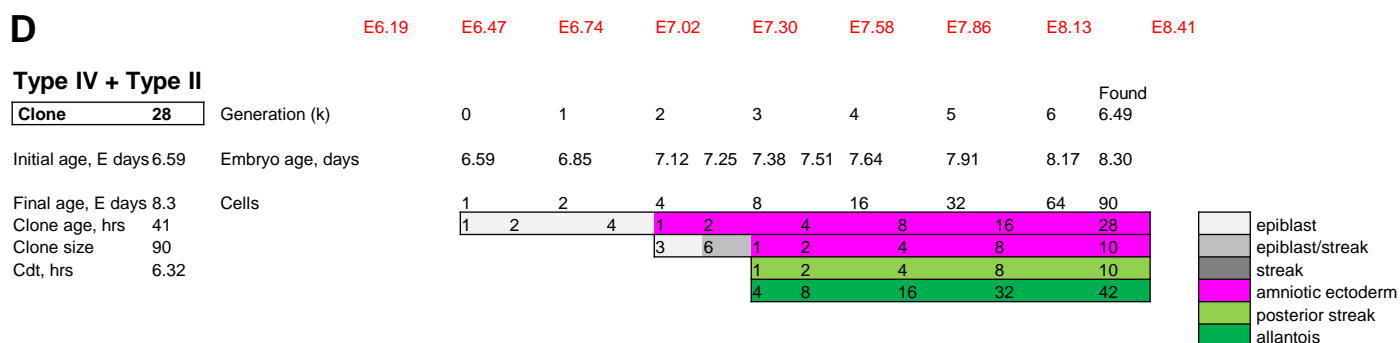 D E6.19 E6.47 E6.74 E7.02 E7.30 E7.58 E7.86 E8.13 E8.41
Type IV + Type II
Found
Clone 28 Generation (k) 0 1 2 3 4 5 6 6.49
Initial age, E days 6.59 Embryo age, days 6.59 6.85 7.12 7.25 7.38 7.51 7.64 7.91 8.17 8.30
Final age, E days 8.3 Cells 1 2 4 8 16 32 64 90
Clone age, hrs 41 1 2 4 1 2 4 8 16 28 epiblast
Clone size 90 3 6 1 2 4 8 10 epiblast/streak
Cdt, hrs 6.32 1 2 4 8 10 streak
4 8 16 32 42 amniotic ectoderm
posterior streak
allantois